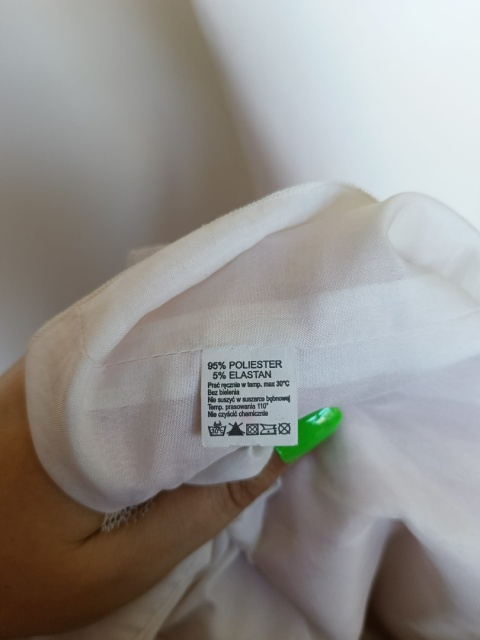 95% POLIESTER
5% ELASTAN
Prać ręcznie w temp. max 30°C
Bez bielenia
Nie suszyć w suszarce bębnowej
Temp. prasowania 110°
Nie czyścić chemicznie